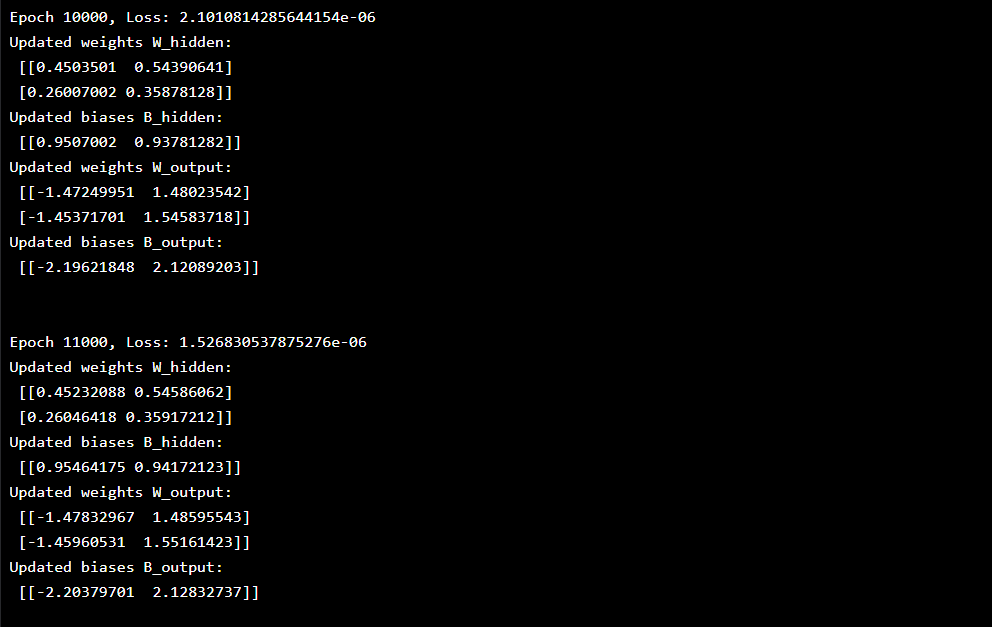 Epoch 10000, Loss: 2.1010814285644154e-06
Updated weights W_hidden:
[[0.4503501  0.54390641]
[0.26007002 0.35878128]]
Updated biases B_hidden:
[[0.9507002  0.93781282]]
Updated weights W_output:
[[-1.47249951  1.48023542]
[-1.45371701  1.54583718]]
Updated biases B_output:
[[-2.19621848  2.12089203]]
Epoch 11000, Loss: 1.526830537875276e-06
Updated weights W_hidden:
[[0.45232088 0.54586062]
[0.26046418 0.35917212]]
Updated biases B_hidden:
[[0.95464175 0.94172123]]
Updated weights W_output:
[[-1.47832967  1.48595543]
[-1.45960531  1.55161423]]
Updated biases B_output:
[[-2.20379701  2.12832737]]